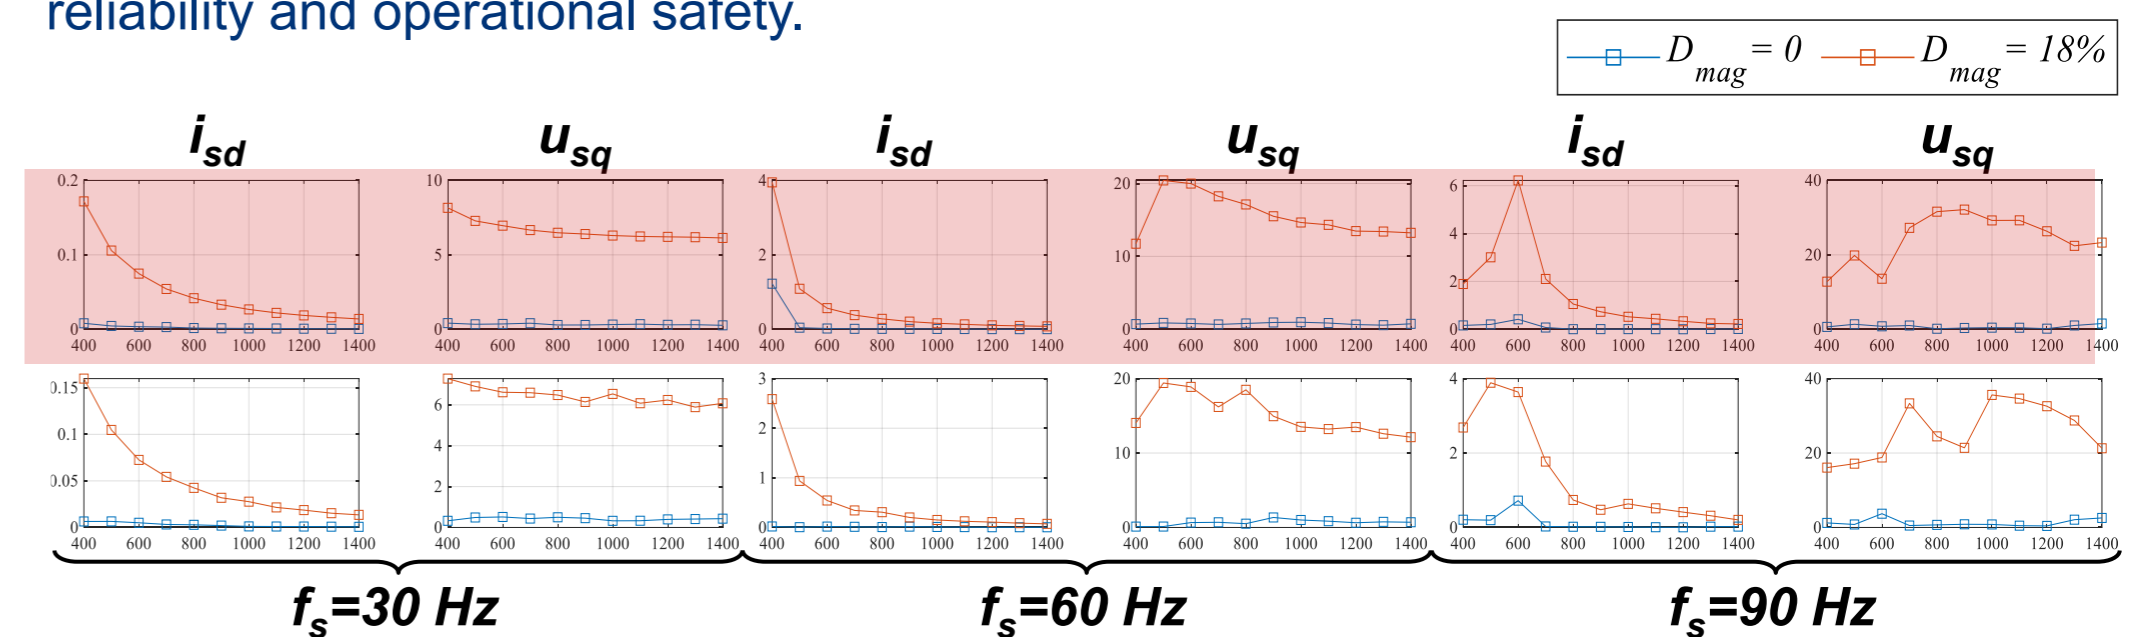 reliability and operational safety.
D mag = 0 D mag = 18%
i sd u sq i sd u sq i sd u sq
0.2 10 4 20 6 40
0.1 5 2 10 4 20
2
0 0 0 0 0 0
400 600 800 1000 1200 1400 400 600 800 1000 1200 1400 400 600 800 1000 1200 1400 400 600 800 1000 1200 1400 400 600 800 1000 1200 1400 400 600 800 1000 1200 1400
0.15 6 3 20 4 40
0.1 4 2 10 2 20
0.05 2 1
0 0 0 0 0 0
400 600 800 1000 1200 1400 400 600 800 1000 1200 1400 400 600 800 1000 1200 1400 400 600 800 1000 1200 1400 400 600 800 1000 1200 1400 400 600 800 1000 1200 1400
f s =30 Hz f s =60 Hz f s =90 Hz